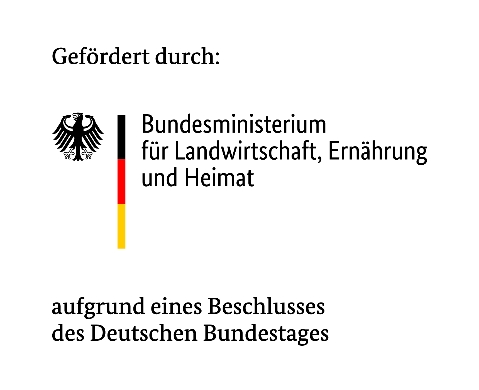 Gefördert durch:
Bundesministerium
für Landwirtschaft, Ernährung
und Heimat
aufgrund eines Beschlusses
des Deutschen Bundestages